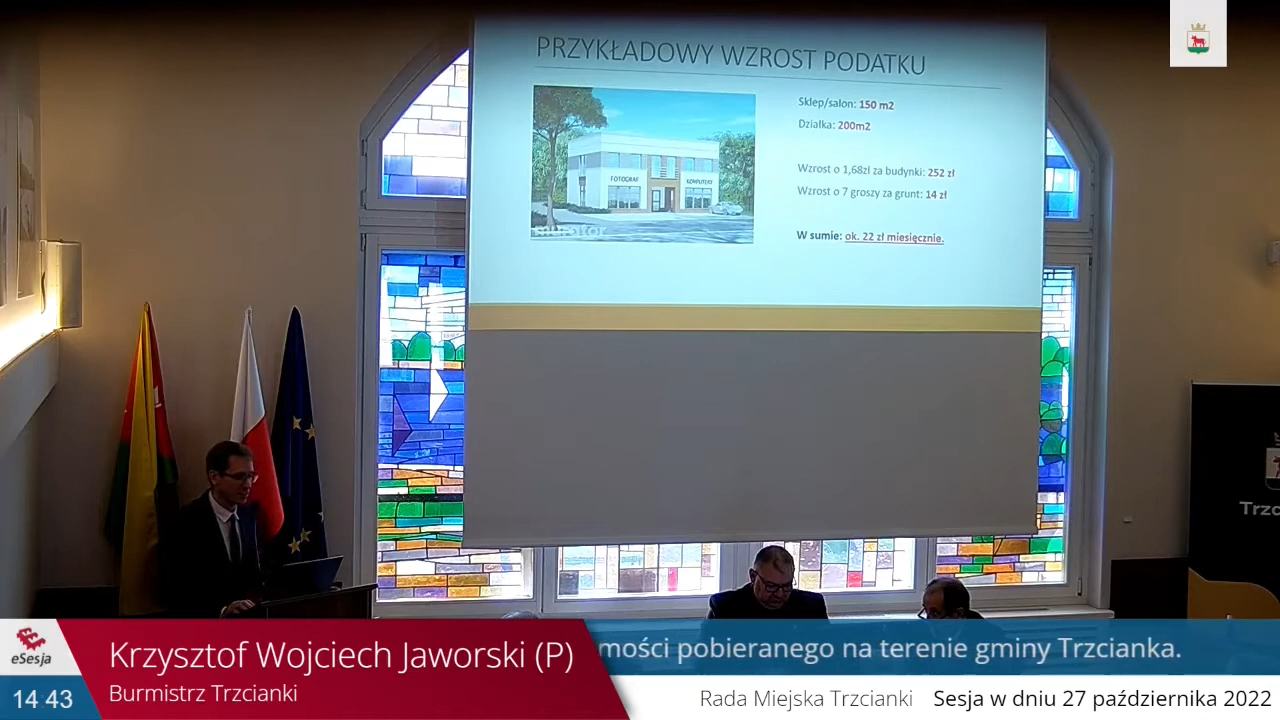 PRZYKŁADOWY WZROST PODATKU
Sklep/salon: 150 m2
Działka: 200m2
FOTOGRAF
KOMPUTERY
Wzrost o 1,68zł za budynki: 252 zł
Wzrost o 7 groszy za grunt: 14 zł
murator
W sumie: ok. 22 zł miesięcznie.
Trzc
eSesja
Krzysztof Wojciech Jaworski (P)
mości pobieranego na terenie gminy Trzcianka.
14:43
Burmistrz Trzcianki
Rada Miejska Trzcianki
Sesja w dniu 27 października 2022